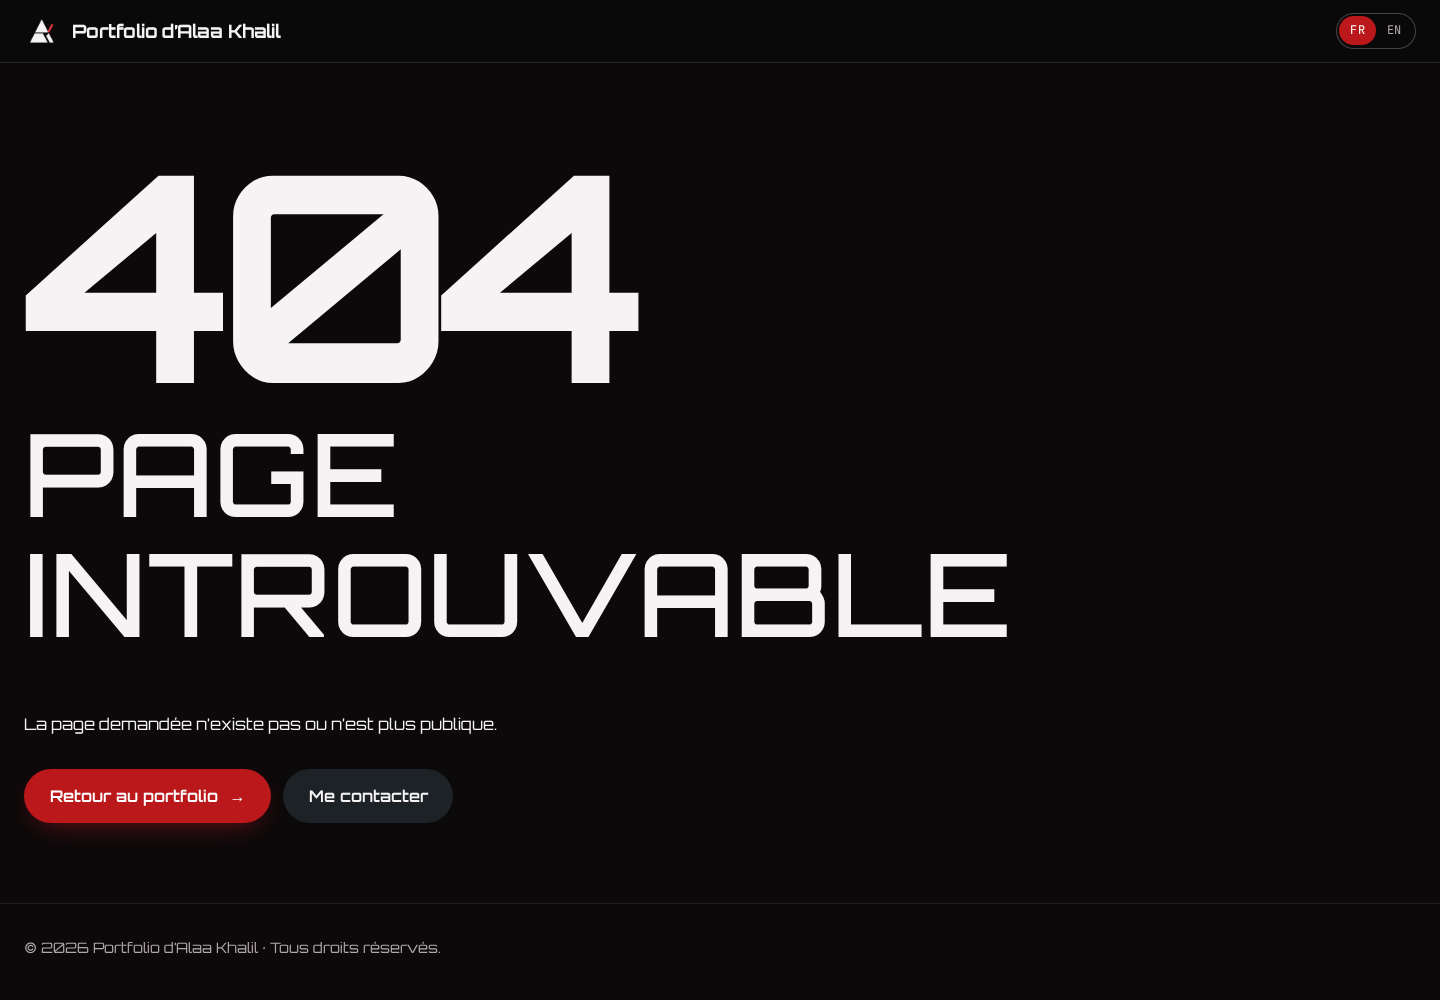 Portfolio d'Alaa Khalil
FR EN
404
PAGE
INTROUVABLE
La page demandée n'existe pas ou n'est plus publique.
Retour au portfolio →
Me contacter
© 2026 Portfolio d'Alaa Khalil · Tous droits réservés.